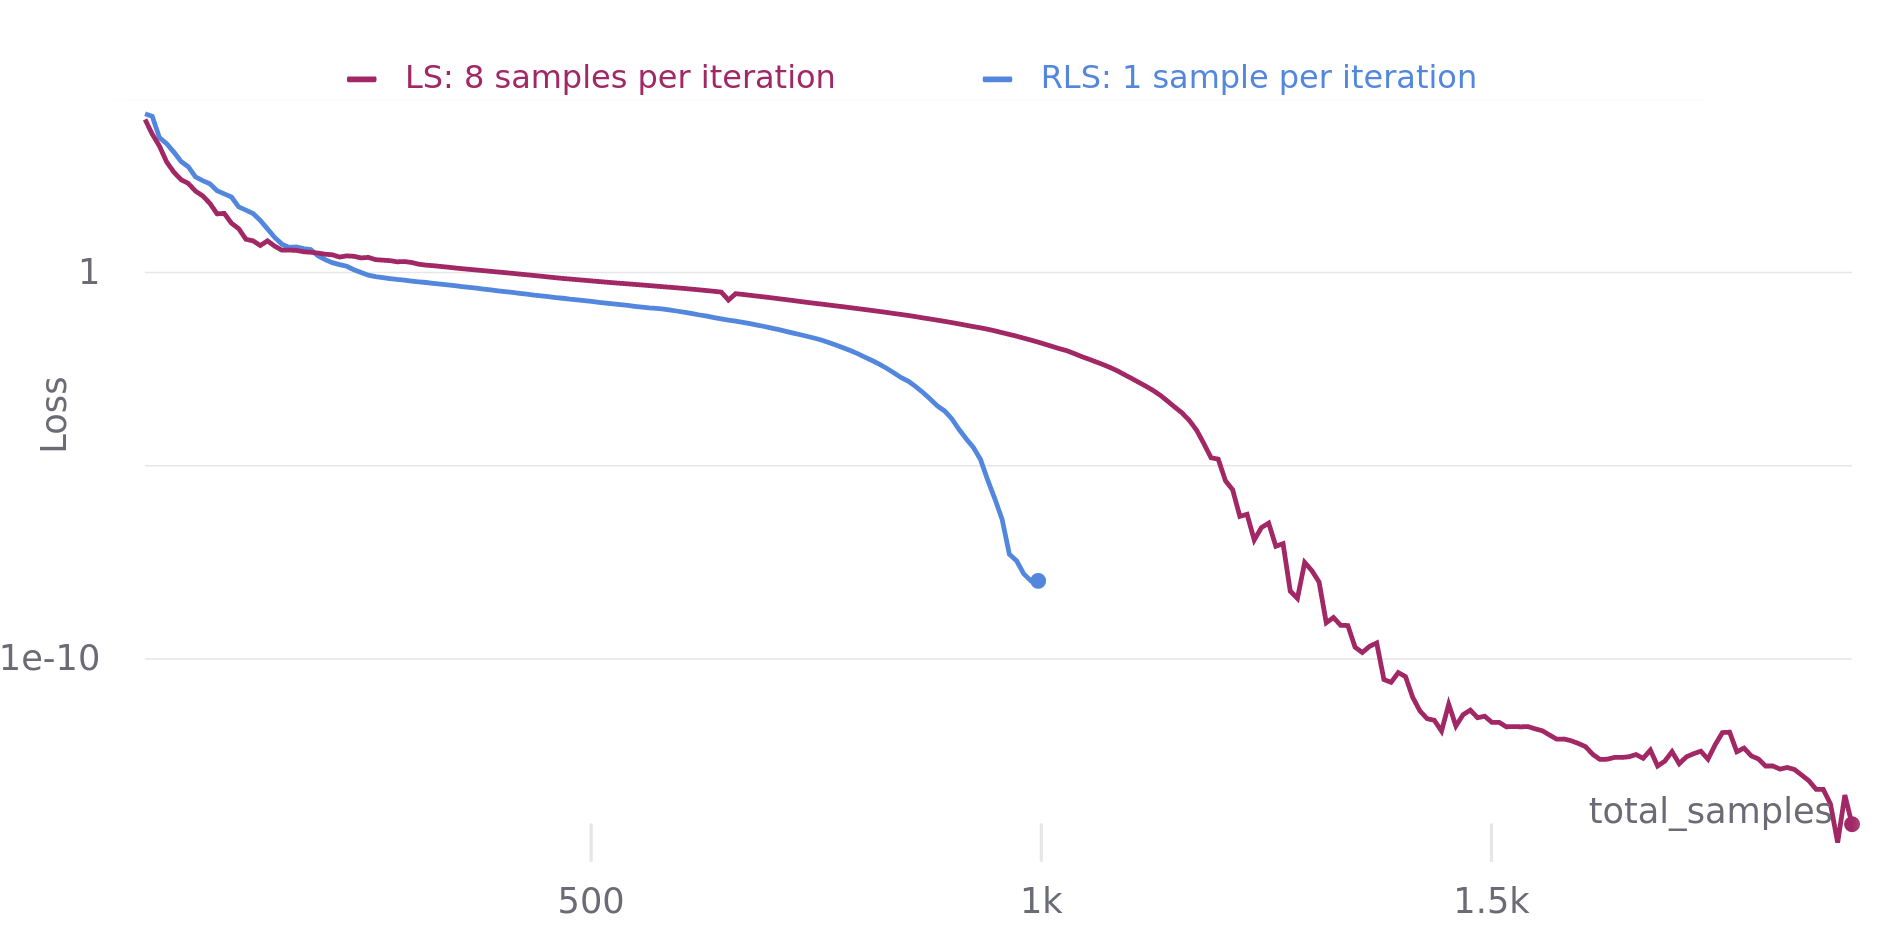 LS: 8 samples per iteration
RLS: 1 sample per iteration
1
Loss
1e-10
total_samples
500
1k
1.5k